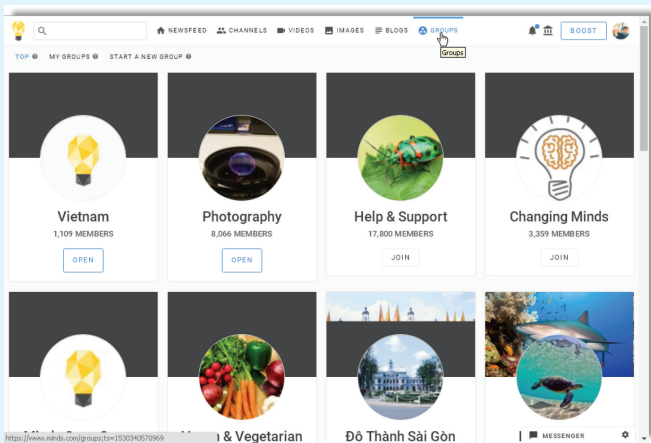 NEWSFEED CHANNELS VIDEOS IMAGES BLOGS GROUPS BOOST
Groups
TOP MY GROUPS START A NEW GROUP
Vietnam
1,109 MEMBERS
OPEN
Photography
8,066 MEMBERS
OPEN
Help & Support
17,800 MEMBERS
JOIN
Changing Minds
3,359 MEMBERS
JOIN
& Vegetarian
Đô Thành Sài Gòn
MESSENGER
https://www.minds.com/groups;ts=1530340570969